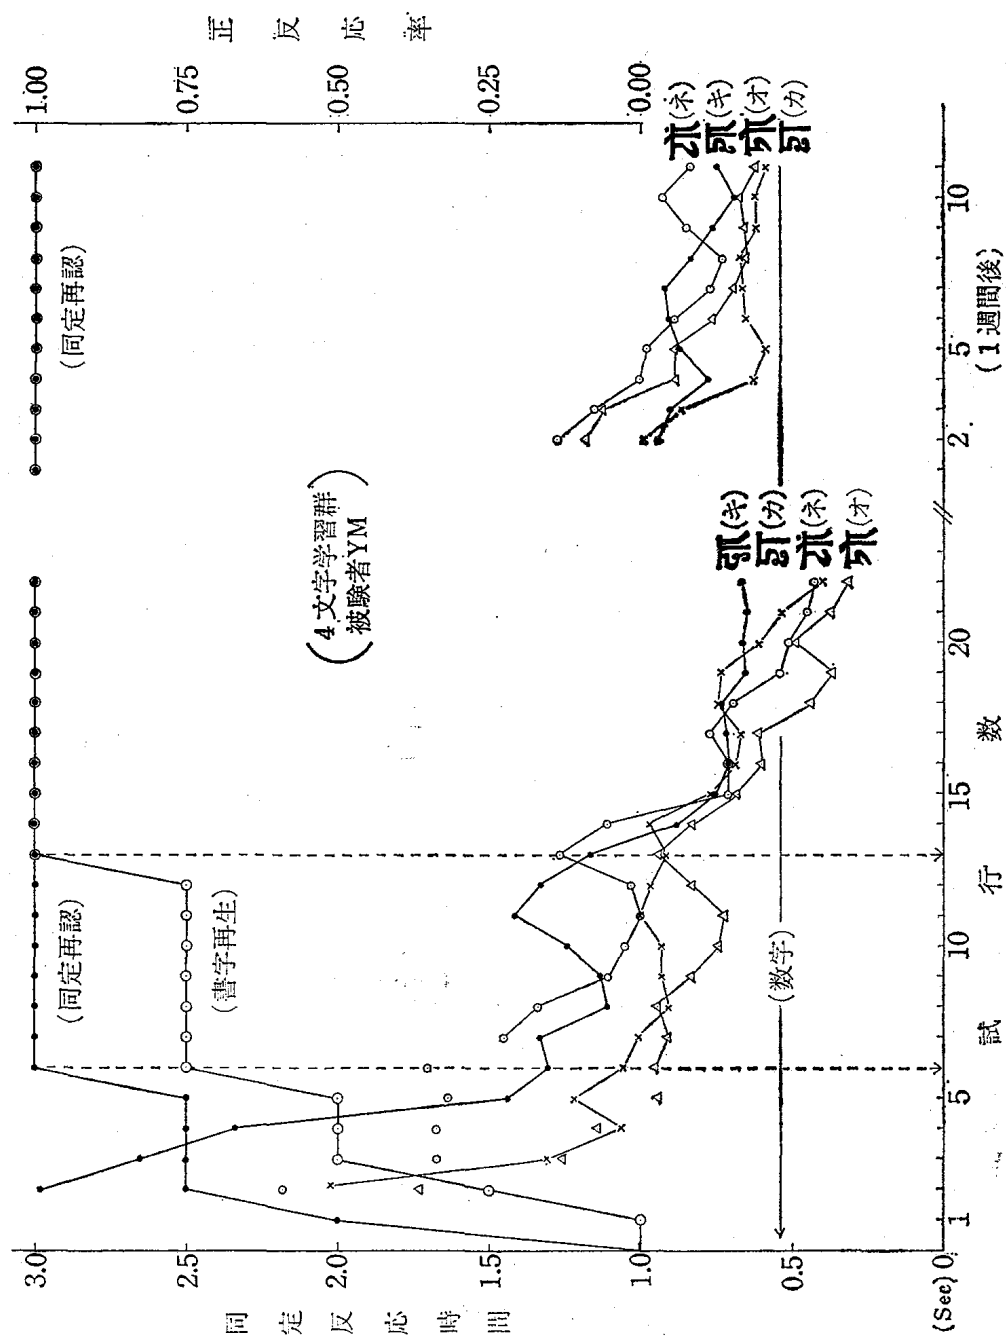 正反応率
1.00
0.75
0.50
0.25
0.00
(同定再認)
(4文字学習群)
被験者YM
(同定再認)
(書字再生)
(ネ)
(キ)
(オ)
(カ)
(キ)
(カ)
(ネ)
(オ)
(数字)
同定反応時間
3.0
2.5
2.0
1.5
1.0
0.5
(Sec) 0
1 5 10 15 20 2. 5 10
試行数
(1週間後)